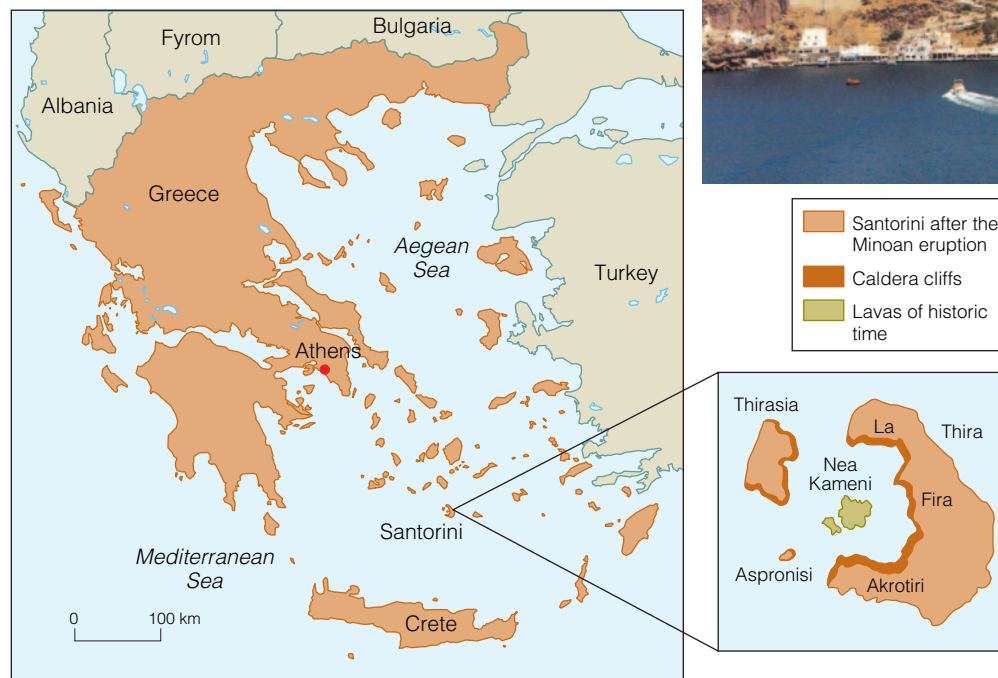 Bulgaria
Fyrom
Albania
Greece
Aegean
Sea
Turkey
Athens
Santorini
Mediterranean
Sea
0 100 km
Crete
Santorini after the
Minoan eruption
Caldera cliffs
Lavas of historic
time
Thirasia
La
Thira
Nea
Kameni
Fira
Aspronisi
Akrotiri